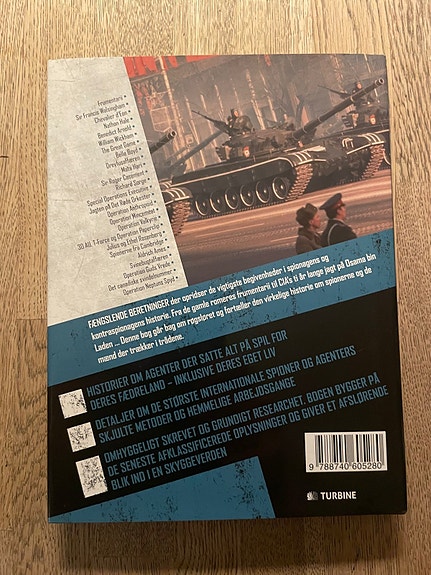 Frumentarii •
Sir Francis Walsingham •
Chevalier d'Eon •
Nathan Hale •
Benedict Arnold •
William Wickham •
The Great Game •
Belle Boyd •
Dreyfusaffæren •
Mata Hari •
Sir Roger Casement •
Richard Sorge •
Special Operations Executive •
Jagten på Det Røde Orkester •
Operation Anthropoid •
Operation Mincemeat •
Operation Valkyrie •
30 AU, T-Force og Operation Paperclip •
Julius og Ethel Rosenberg •
Spionerne fra Cambridge •
Aldrich Ames •
Svinebugtaffæren •
Operation Guds Vrede •
Det canadiske svindelnummer •
Operation Neptuns Spyd •
FÆNGSLENDE BERETNINGER der opridser de vigtigste begivenheder i spionagens og
kontraspionagens historie. Fra de gamle romeres frumentarii til CIA's ti år lange jagt på Osama bin
Laden ... Denne bog går bag om røgsløret og fortæller den virkelige historie om spionerne og de
mænd der trækker i trådene.
HISTORIER OM AGENTER DER SATTE ALT PÅ SPIL FOR
DERES FÆDRELAND – INKLUSIVE DERES EGET LIV
DETALJER OM DE STØRSTE INTERNATIONALE SPIONER OG AGENTERS
SKJULTE METODER OG HEMMELIGE ARBEJDSGANGE
OMHYGGELIGT SKREVET OG GRUNDIGT RESEARCHET. BOGEN BYGGER PÅ
DE SENESTE AFKLASSIFICEREDE OPLYSNINGER OG GIVER ET AFSLØRENDE
BLIK IND I EN SKYGGEVERDEN
9 788740 605280
TURBINE